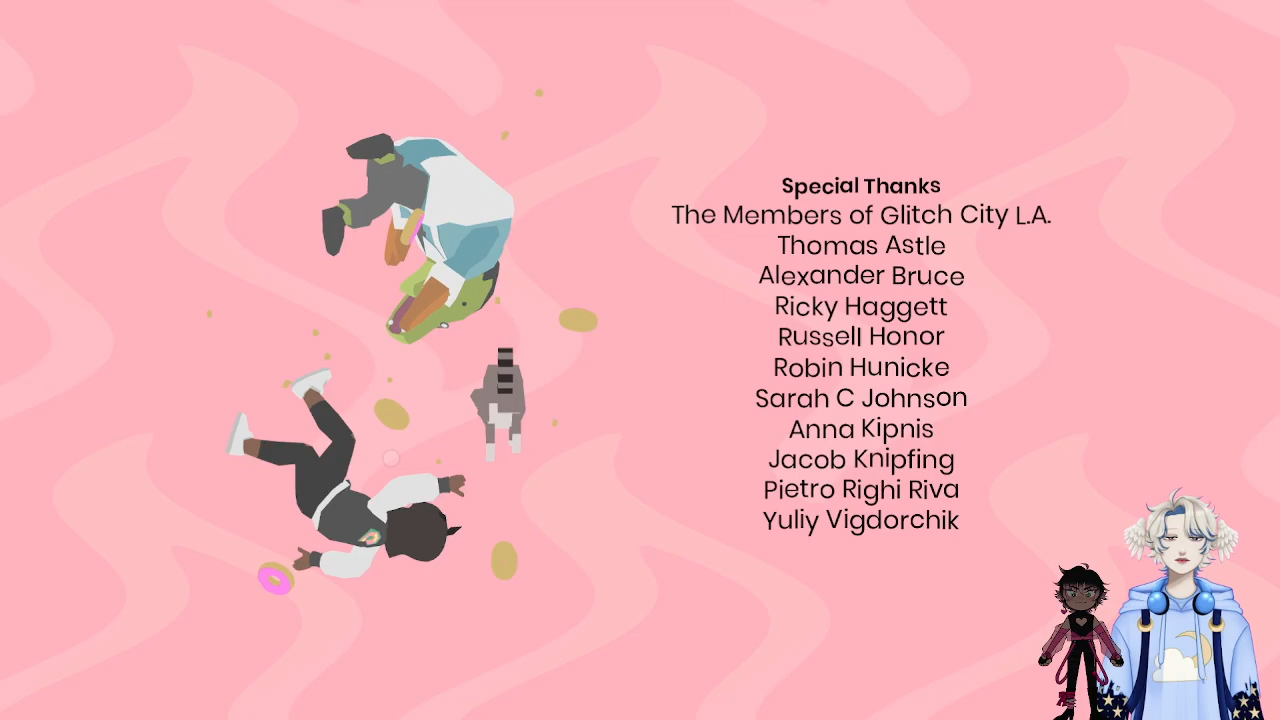 Special Thanks
The Members of Glitch City L.A.
Thomas Astle
Alexander Bruce
Ricky Haggett
Russell Honor
Robin Hunicke
Sarah C Johnson
Anna Kipnis
Jacob Knipfing
Pietro Righi Riva
Yuliy Vigdorchik